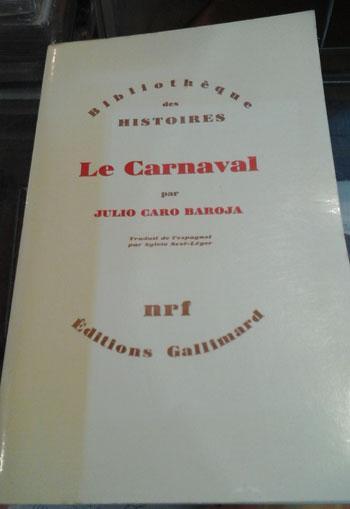 Bibliothèque
des
HISTOIRES
Le Carnaval
par
JULIO CARO BAROJA
Traduit de l'espagnol
par Sylvie Sesé-Léger
nrf
Éditions Gallimard